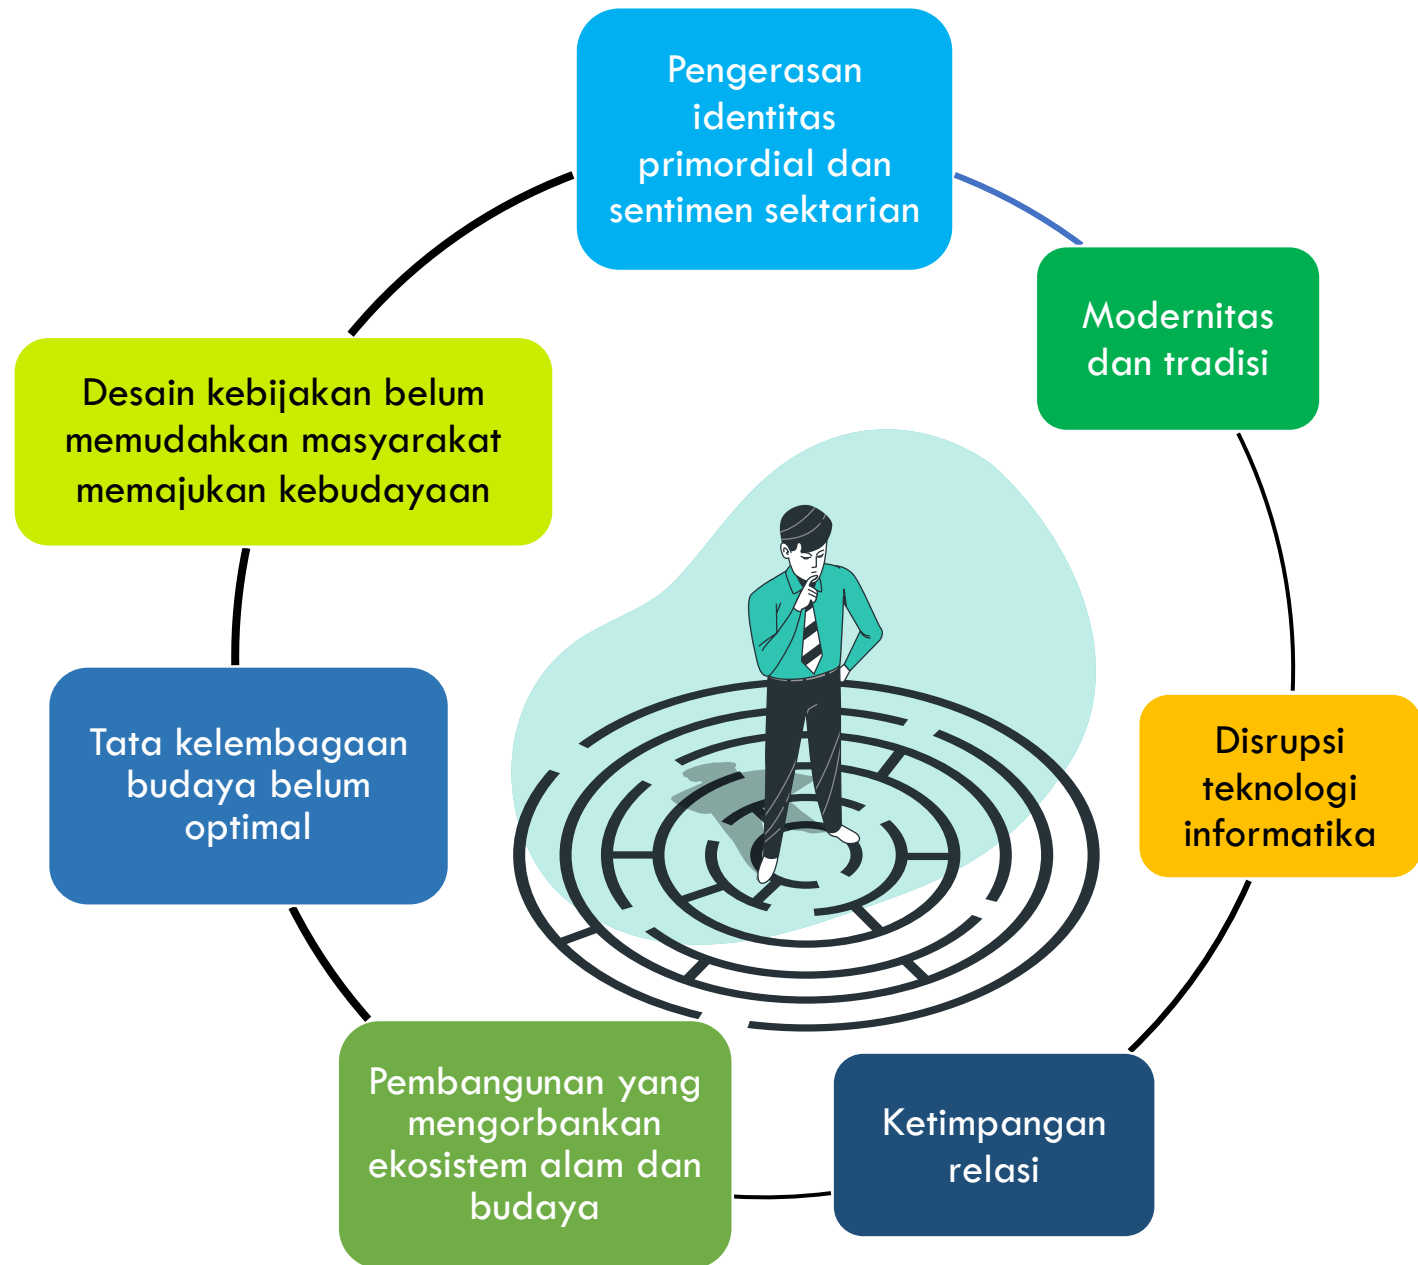 Pengerasan
identitas
primordial dan
sentimen sektarian
Modernitas
dan tradisi
Disrupsi
teknologi
informatika
Ketimpangan
relasi
Pembangunan yang
mengorbankan
ekosistem alam dan
budaya
Tata kelembagaan
budaya belum
optimal
Desain kebijakan belum
memudahkan masyarakat
memajukan kebudayaan